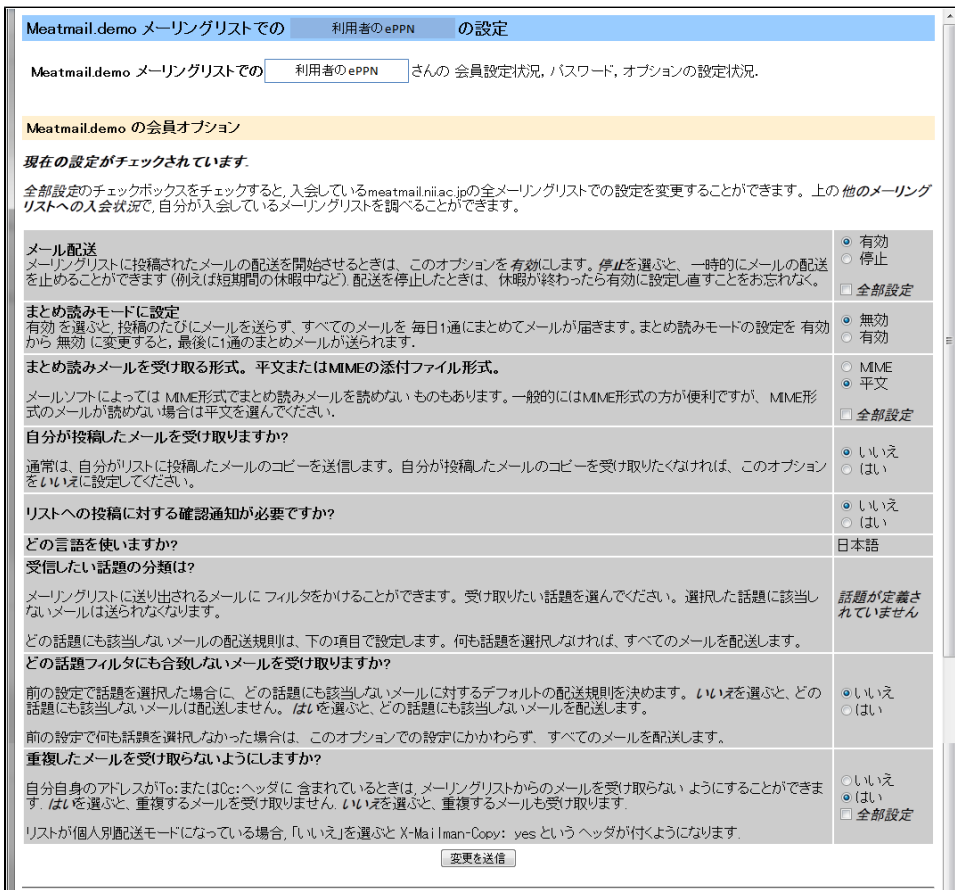 Meatmail.demo メーリングリストでの 利用者のePPN の設定
Meatmail.demo メーリングリストでの 利用者のePPN さんの 会員設定状況, パスワード, オプションの設定状況.
Meatmail.demo の会員オプション
現在の設定がチェックされています.
全部設定のチェックボックスをチェックすると, 入会しているmeatmail.nii.ac.jpの全メーリングリストでの設定を変更することができます。上の他のメーリング
リストへの入会状況で, 自分が入会しているメーリングリストを調べることができます。
メール配送
メーリングリストに投稿されたメールの配送を開始させるときは、このオプションを有効にします。停止を選ぶと、一時的にメールの配送
を止めることができます (例えば短期間の休暇中など). 配送を停止したときは、休暇が終わったら有効に設定し直すことをお忘れなく。
有効
停止
全部設定
まとめ読みモードに設定
有効 を選ぶと, 投稿のたびにメールを送らず、すべてのメールを 毎日1通にまとめてメールが届きます。まとめ読みモードの設定を 有効
から 無効 に変更すると, 最後に1通のまとめメールが送られます.
無効
有効
まとめ読みメールを受け取る形式。平文またはMIMEの添付ファイル形式。
メールソフトによっては MIME形式でまとめ読みメールを読めない ものもあります。一般的にはMIME形式の方が便利ですが、 MIME形
式のメールが読めない場合は平文を選んでください.
MIME
平文
全部設定
自分が投稿したメールを受け取りますか?
通常は、自分がリストに投稿したメールのコピーを送信します。自分が投稿したメールのコピーを受け取りたくなければ、このオプション
をいいえに設定してください。
いいえ
はい
リストへの投稿に対する確認通知が必要ですか?
いいえ
はい
どの言語を使いますか?
日本語
受信したい話題の分類は?
メーリングリストに送り出されるメールに フィルタをかけることができます。受け取りたい話題を選んでください。選択した話題に該当し
ないメールは送られなくなります。
どの話題にも該当しないメールの配送規則は、下の項目で設定します。何も話題を選択しなければ、すべてのメールを配送します。
話題が定義さ
れていません
どの話題フィルタにも合致しないメールを受け取りますか?
前の設定で話題を選択した場合に、どの話題にも該当しないメールに対するデフォルトの配送規則を決めます。いいえを選ぶと、どの
話題にも該当しないメールは配送しません。はいを選ぶと、どの話題にも該当しないメールを配送します。
前の設定で何も話題を選択しなかった場合は、このオプションでの設定にかかわらず、すべてのメールを配送します。
いいえ
はい
重複したメールを受け取らないようにしますか?
自分自身のアドレスがTo:またはCc:ヘッダに 含まれているときは, メーリングリストからのメールを受け取らない ようにすることができま
す. はいを選ぶと、重複するメールを受け取りません. いいえを選ぶと、重複するメールも受け取ります.
リストが個人別配送モードになっている場合, 「いいえ」を選ぶと X-Mailman-Copy: yes という ヘッダが付くようになります.
いいえ
はい
全部設定
変更を送信